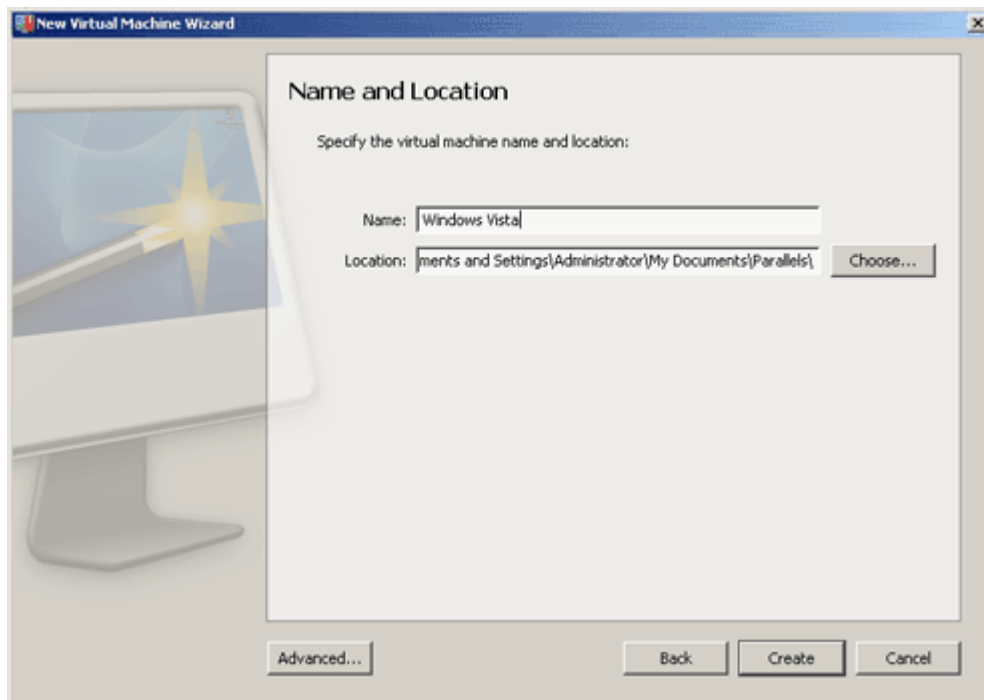 New Virtual Machine Wizard
Name and Location
Specify the virtual machine name and location:
Name: Windows Vista
Location: ments and Settings\Administrator\My Documents\Parallels\ Choose...
Advanced... Back Create Cancel